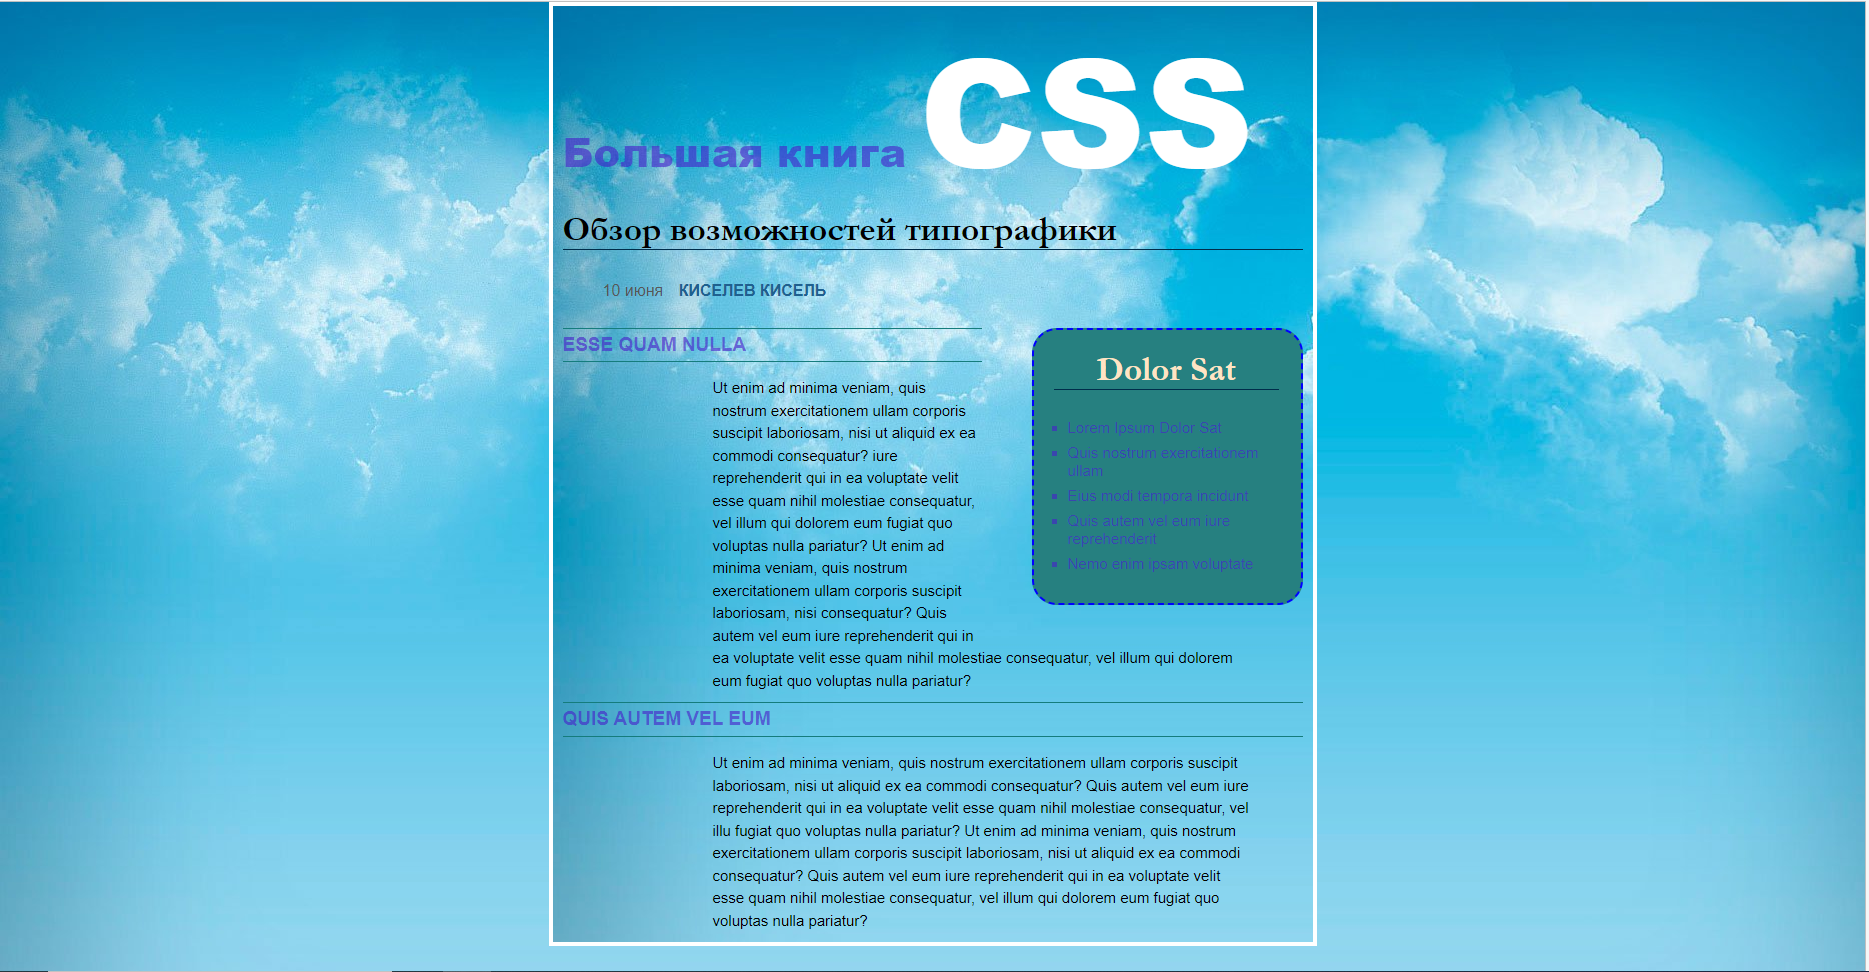 Большая книга CSS
Обзор возможностей типографики
10 июня КИСЕЛЕВ КИСЕЛЬ
ESSE QUAM NULLA
Ut enim ad minima veniam, quis
nostrum exercitationem ullam corporis
suscipit laboriosam, nisi ut aliquid ex ea
commodi consequatur? iure
reprehenderit qui in ea voluptate velit
esse quam nihil molestiae consequatur,
vel illum qui dolorem eum fugiat quo
voluptas nulla pariatur? Ut enim ad
minima veniam, quis nostrum
exercitationem ullam corporis suscipit
laboriosam, nisi consequatur? Quis
autem vel eum iure reprehenderit qui in
ea voluptate velit esse quam nihil molestiae consequatur, vel illum qui dolorem
eum fugiat quo voluptas nulla pariatur?
Dolor Sat
Lorem Ipsum Dolor Sat
Quis nostrum exercitationem
ullam
Eius modi tempora incidunt
Quis autem vel eum iure
reprehenderit
Nemo enim ipsam voluptate
QUIS AUTEM VEL EUM
Ut enim ad minima veniam, quis nostrum exercitationem ullam corporis suscipit
laboriosam, nisi ut aliquid ex ea commodi consequatur? Quis autem vel eum iure
reprehenderit qui in ea voluptate velit esse quam nihil molestiae consequatur, vel
illu fugiat quo voluptas nulla pariatur? Ut enim ad minima veniam, quis nostrum
exercitationem ullam corporis suscipit laboriosam, nisi ut aliquid ex ea commodi
consequatur? Quis autem vel eum iure reprehenderit qui in ea voluptate velit
esse quam nihil molestiae consequatur, vel illum qui dolorem eum fugiat quo
voluptas nulla pariatur?